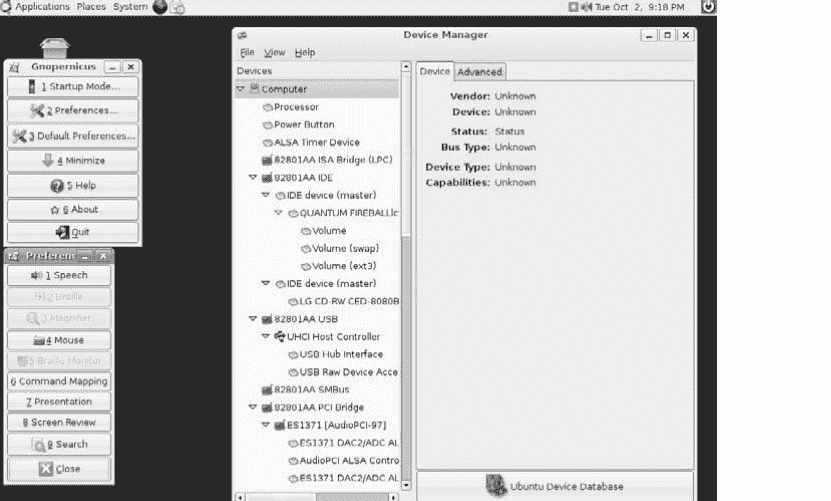 Applications Places System
Tue Oct 2, 9:18 PM
Gnopernicus
1 Startup Mode...
2 Preferences...
3 Default Preferences...
4 Minimize
5 Help
6 About
Quit
Preferenc
1 Speech
2 Braille
3 Magnifier
4 Mouse
5 Braille Monitor
6 Command Mapping
7 Presentation
8 Screen Review
9 Search
Close
Device Manager
File View Help
Devices
Computer
Processor
Power Button
ALSA Timer Device
82801AA ISA Bridge (LPC)
82801AA IDE
IDE device (master)
QUANTUM FIREBALLlc
Volume
Volume (swap)
Volume (ext3)
IDE device (master)
LG CD-RW CED-8080B
82801AA USB
UHCI Host Controller
USB Hub Interface
USB Raw Device Acce
82801AA SMBus
82801AA PCI Bridge
ES1371 [AudioPCI-97]
ES1371 DAC2/ADC AL
AudioPCI ALSA Contro
ES1371 DAC2/ADC AL
Device Advanced
Vendor: Unknown
Device: Unknown
Status: Status
Bus Type: Unknown
Device Type: Unknown
Capabilities: Unknown
Ubuntu Device Database